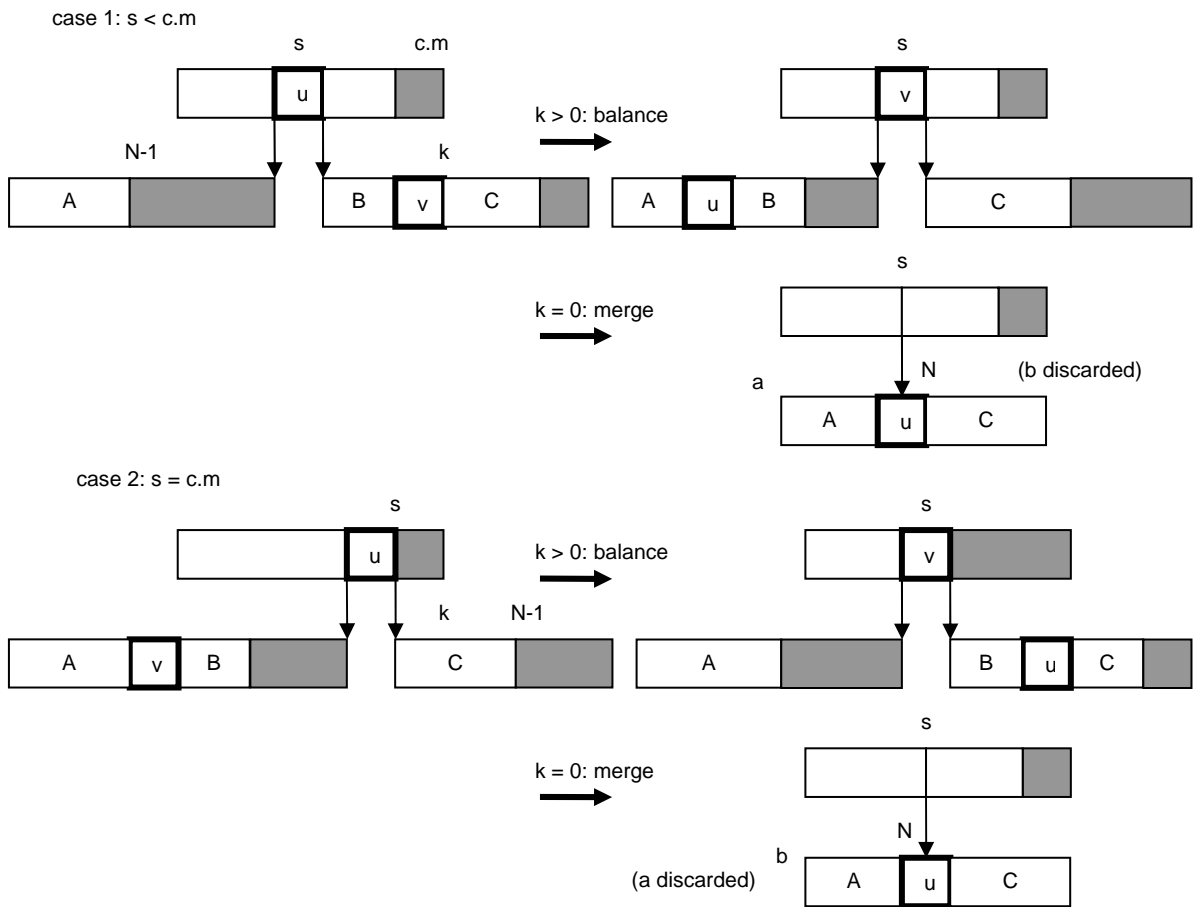 case 1: s < c.m
s c.m s
u v
k > 0: balance
N-1 k
A B v C A u B C
s
k = 0: merge
N (b discarded)
a
A u C
case 2: s = c.m
s s
u v
k > 0: balance
k N-1
A v B C A B u C
s
k = 0: merge
N
b
(a discarded)
A u C